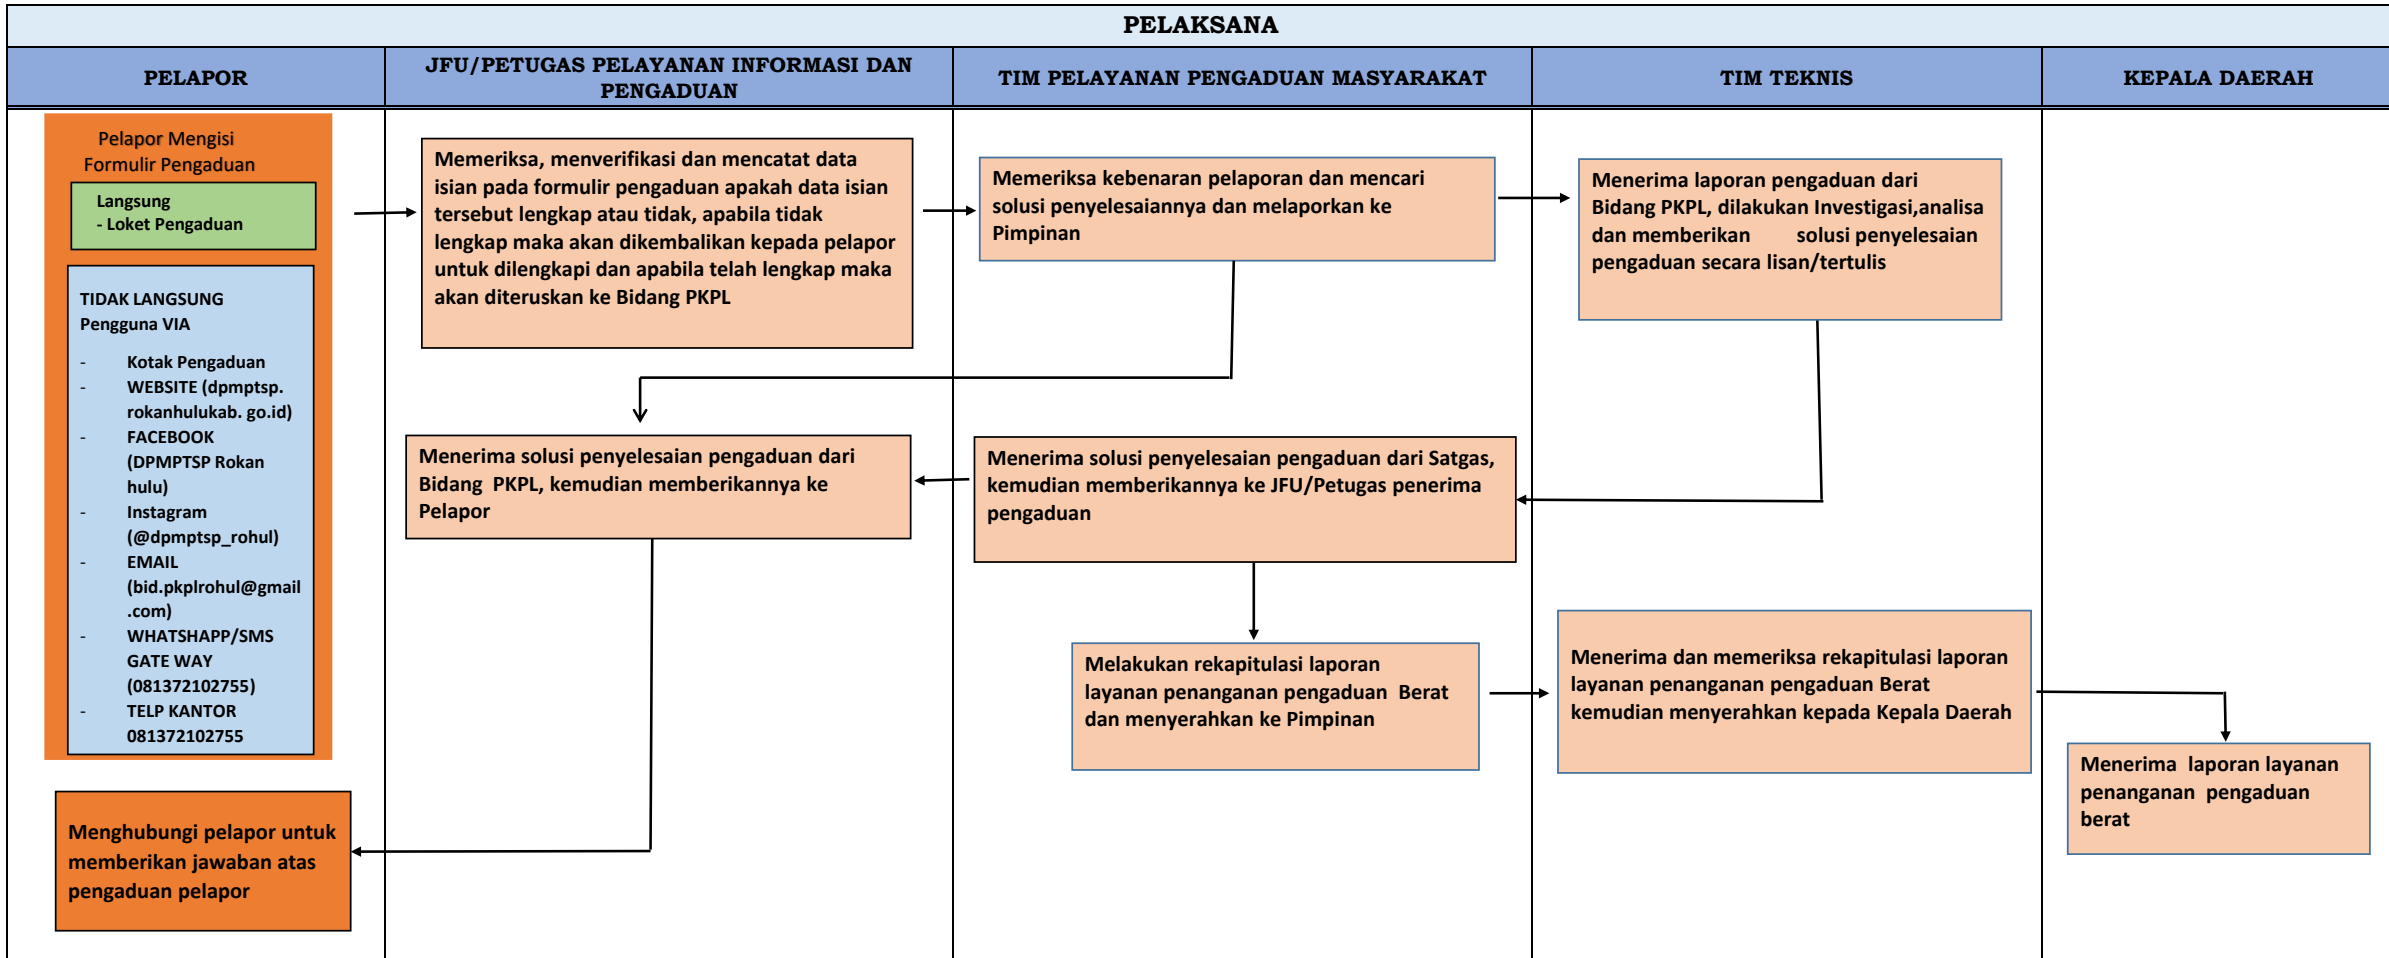 PELAKSANA
PELAPOR
JFU/PETUGAS PELAYANAN INFORMASI DAN
PENGADUAN
TIM PELAYANAN PENGADUAN MASYARAKAT
TIM TEKNIS
KEPALA DAERAH
Pelapor Mengisi
Formulir Pengaduan
Langsung
- Loket Pengaduan
TIDAK LANGSUNG
Pengguna VIA
- Kotak Pengaduan
- WEBSITE (dpmptsp.
rokanhulukab. go.id)
- FACEBOOK
(DPMPTSP Rokan
hulu)
- Instagram
(@dpmptsp_rohul)
- EMAIL
(bid.pkplrohul@gmail
.com)
- WHATSHAPP/SMS
GATE WAY
(081372102755)
- TELP KANTOR
081372102755
Menghubungi pelapor untuk
memberikan jawaban atas
pengaduan pelapor
Memeriksa, menverifikasi dan mencatat data
isian pada formulir pengaduan apakah data isian
tersebut lengkap atau tidak, apabila tidak
lengkap maka akan dikembalikan kepada pelapor
untuk dilengkapi dan apabila telah lengkap maka
akan diteruskan ke Bidang PKPL
Menerima solusi penyelesaian pengaduan dari
Bidang PKPL, kemudian memberikannya ke
Pelapor
Memeriksa kebenaran pelaporan dan mencari
solusi penyelesaiannya dan melaporkan ke
Pimpinan
Menerima solusi penyelesaian pengaduan dari Satgas,
kemudian memberikannya ke JFU/Petugas penerima
pengaduan
Melakukan rekapitulasi laporan
layanan penanganan pengaduan Berat
dan menyerahkan ke Pimpinan
Menerima laporan pengaduan dari
Bidang PKPL, dilakukan Investigasi,analisa
dan memberikan solusi penyelesaian
pengaduan secara lisan/tertulis
Menerima dan memeriksa rekapitulasi laporan
layanan penanganan pengaduan Berat
kemudian menyerahkan kepada Kepala Daerah
Menerima laporan layanan
penanganan pengaduan
berat